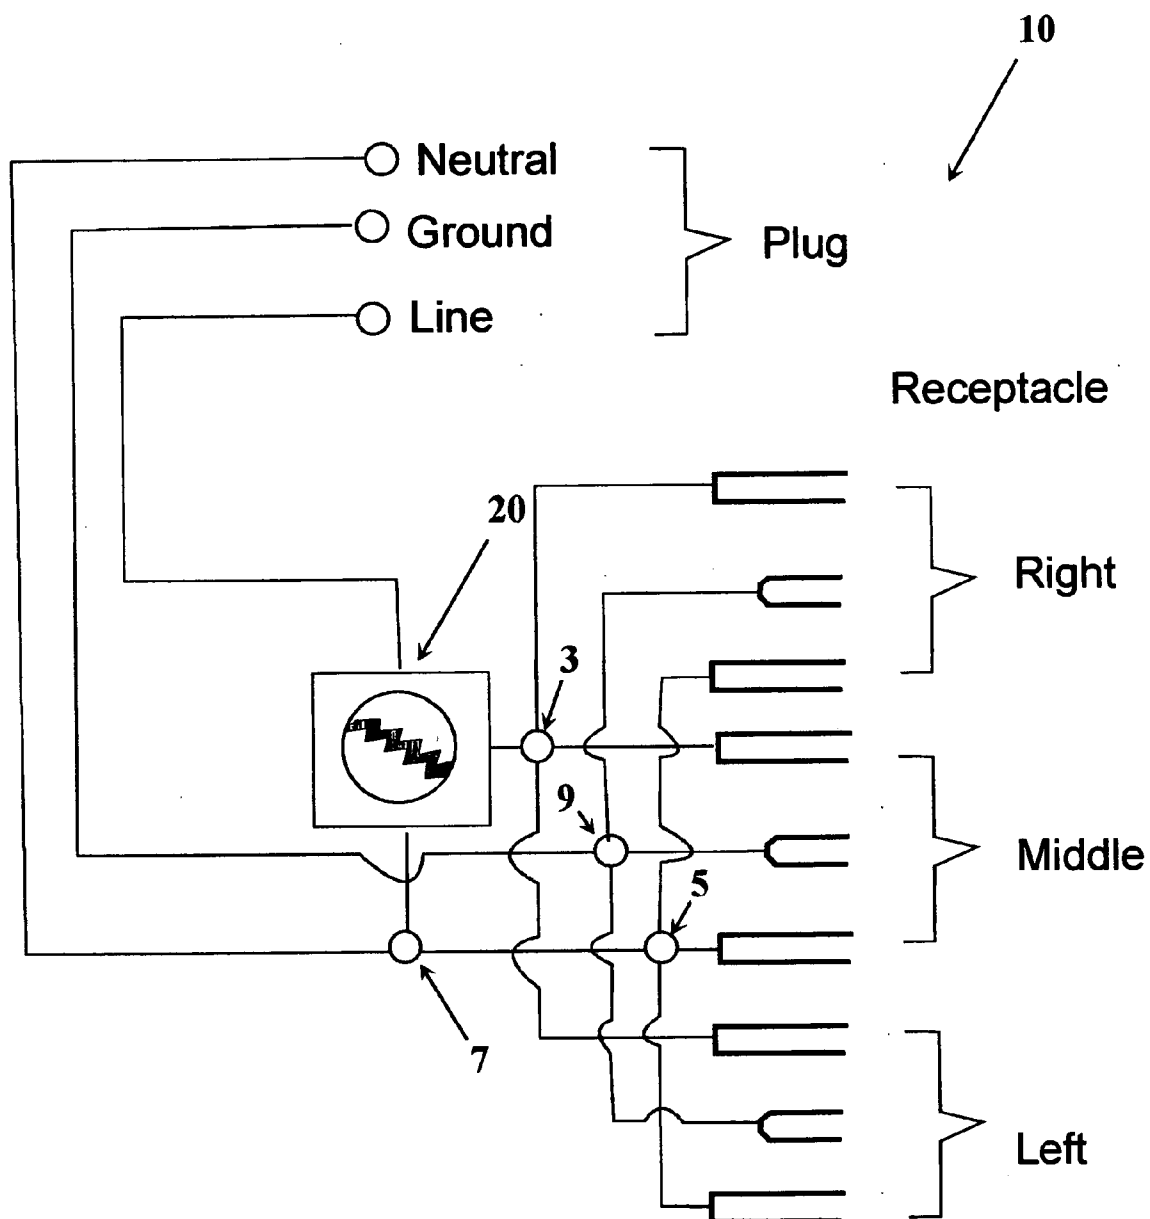 10
Neutral
Ground
Plug
Line
Receptacle
20
Right
3
9
Middle
5
7
Left